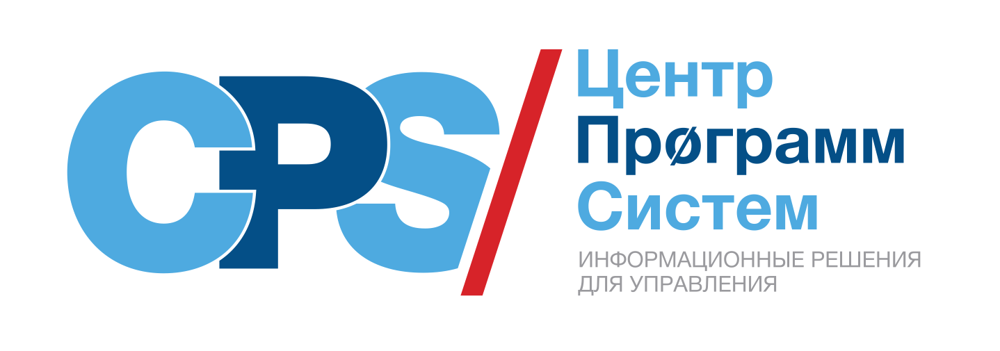 CPS/
Центр
Прøграмм
Систем
ИНФОРМАЦИОННЫЕ РЕШЕНИЯ
ДЛЯ УПРАВЛЕНИЯ